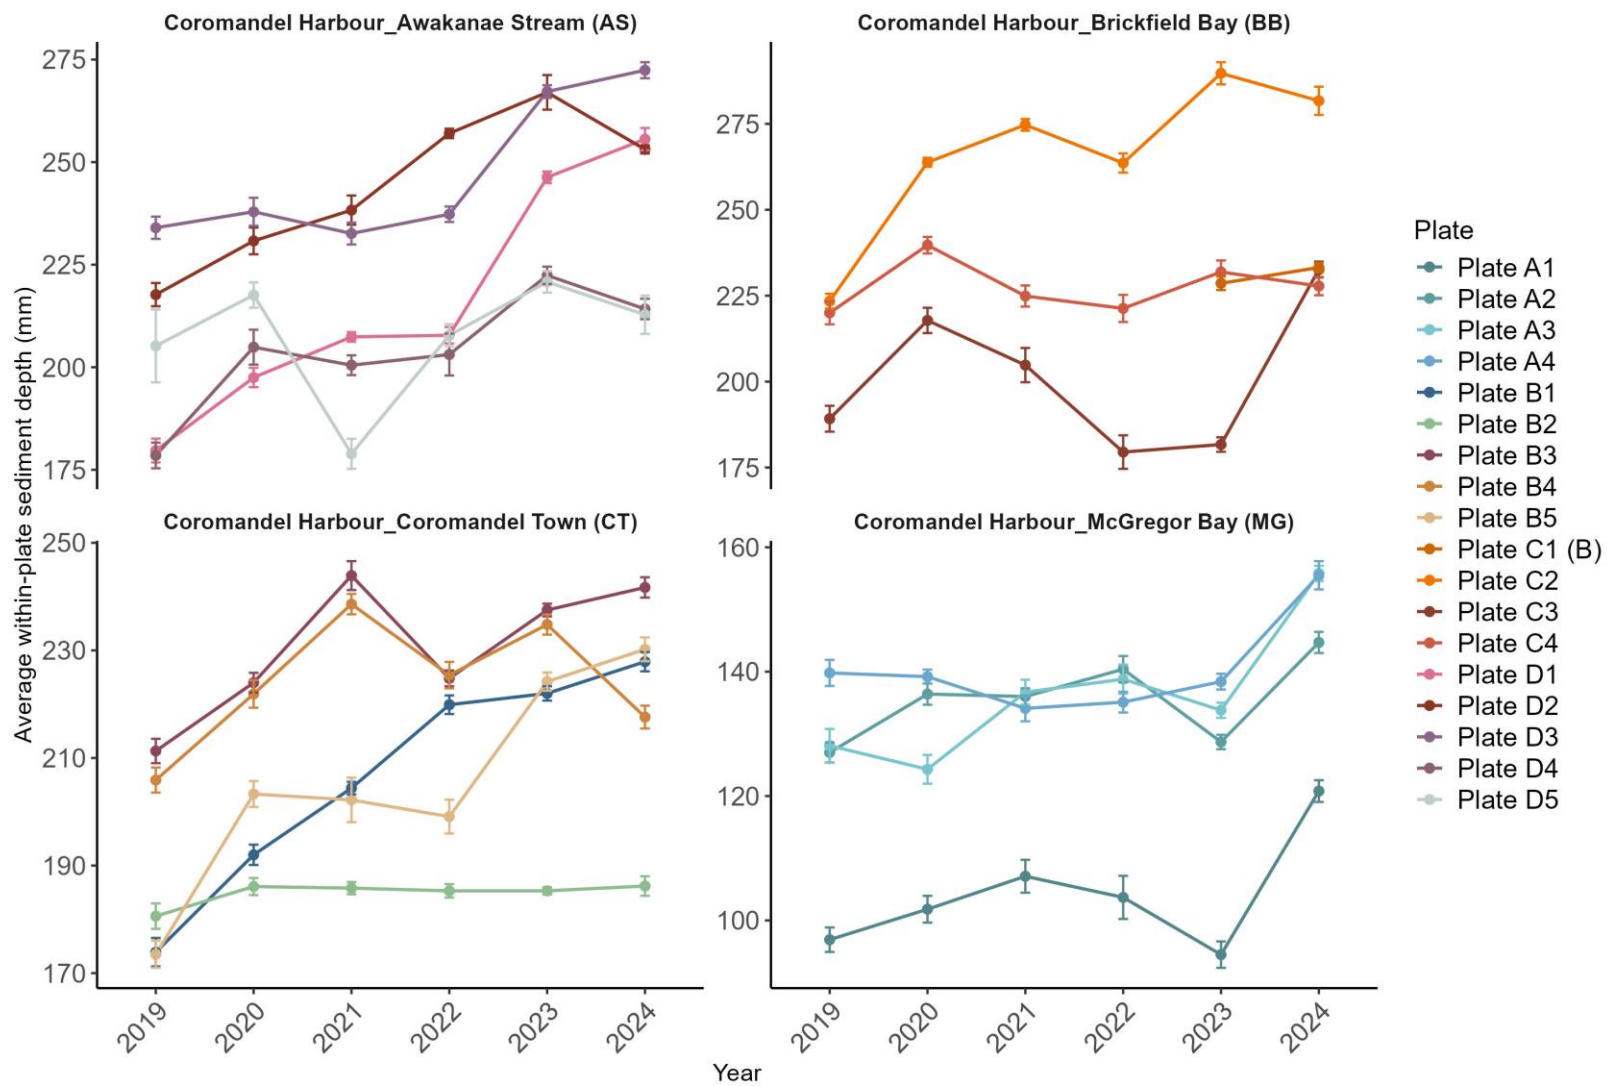 Coromandel Harbour_Awakanae Stream (AS)
Coromandel Harbour_Brickfield Bay (BB)
275
250
225
200
175
275
250
225
200
175
Average within-plate sediment depth (mm)
Coromandel Harbour_Coromandel Town (CT)
Coromandel Harbour_McGregor Bay (MG)
250
230
210
190
170
160
140
120
100
2019
2020
2021
2022
2023
2024
2019
2020
2021
2022
2023
2024
Year
Plate
Plate A1
Plate A2
Plate A3
Plate A4
Plate B1
Plate B2
Plate B3
Plate B4
Plate B5
Plate C1 (B)
Plate C2
Plate C3
Plate C4
Plate D1
Plate D2
Plate D3
Plate D4
Plate D5